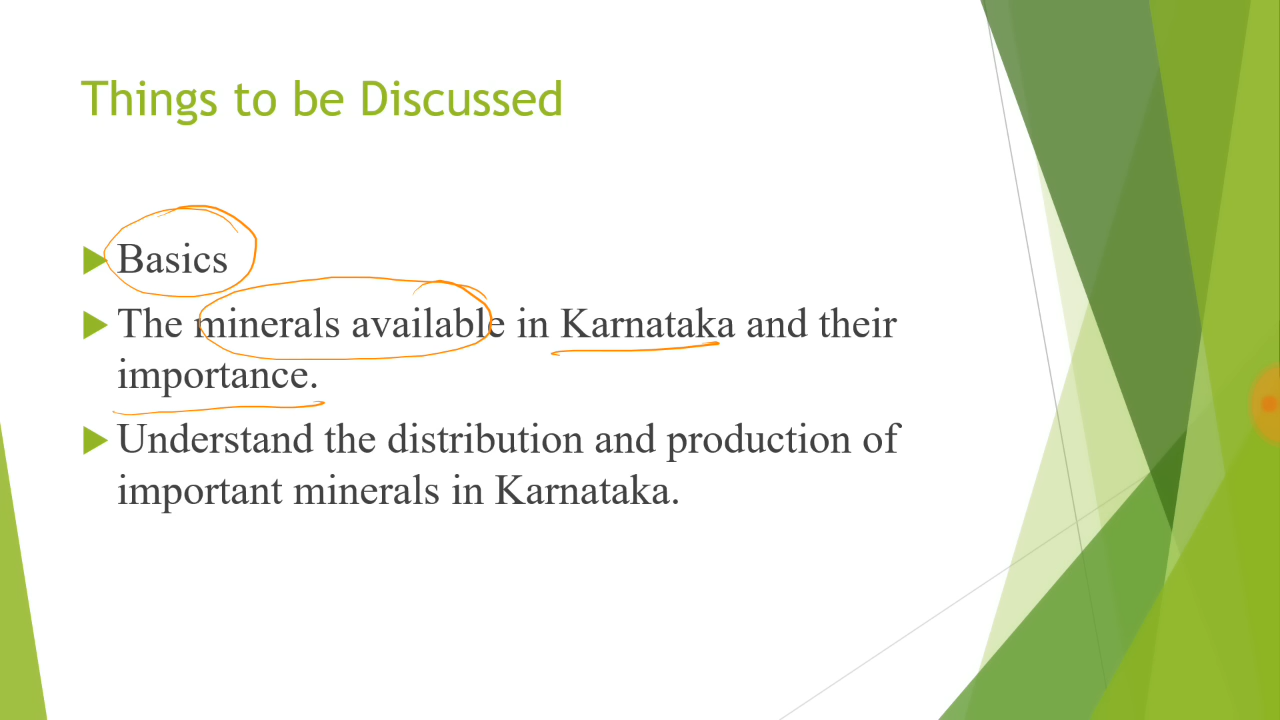 Things to be Discussed
Basics
The minerals available in Karnataka and their
importance.
Understand the distribution and production of
important minerals in Karnataka.